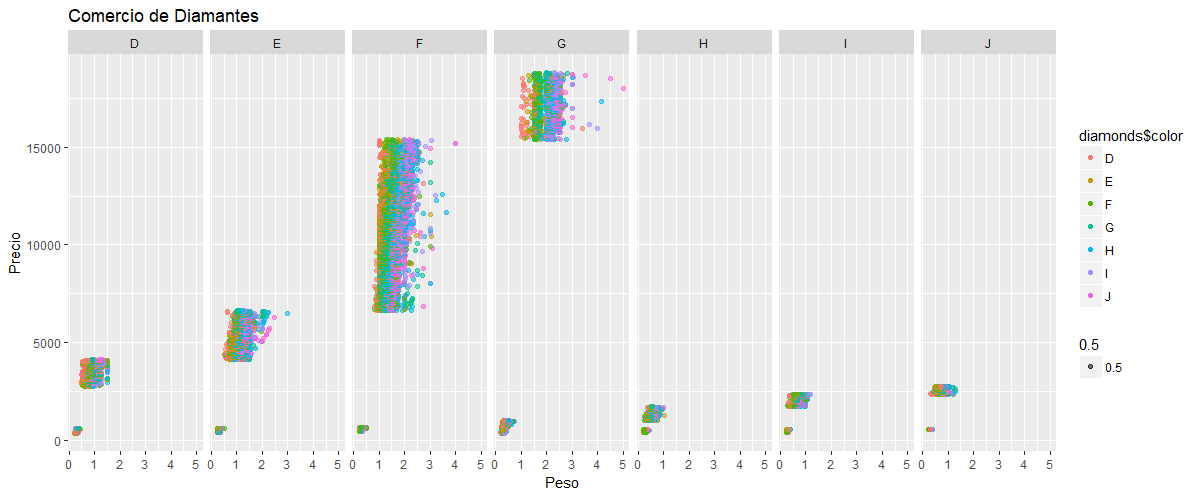 Comercio de Diamantes
D E F G H I J
15000
10000
5000
0
Precio
0 1 2 3 4 5 0 1 2 3 4 5 0 1 2 3 4 5 0 1 2 3 4 5 0 1 2 3 4 5 0 1 2 3 4 5 0 1 2 3 4 5
Peso
diamonds$color
D
E
F
G
H
I
J
0.5
0.5